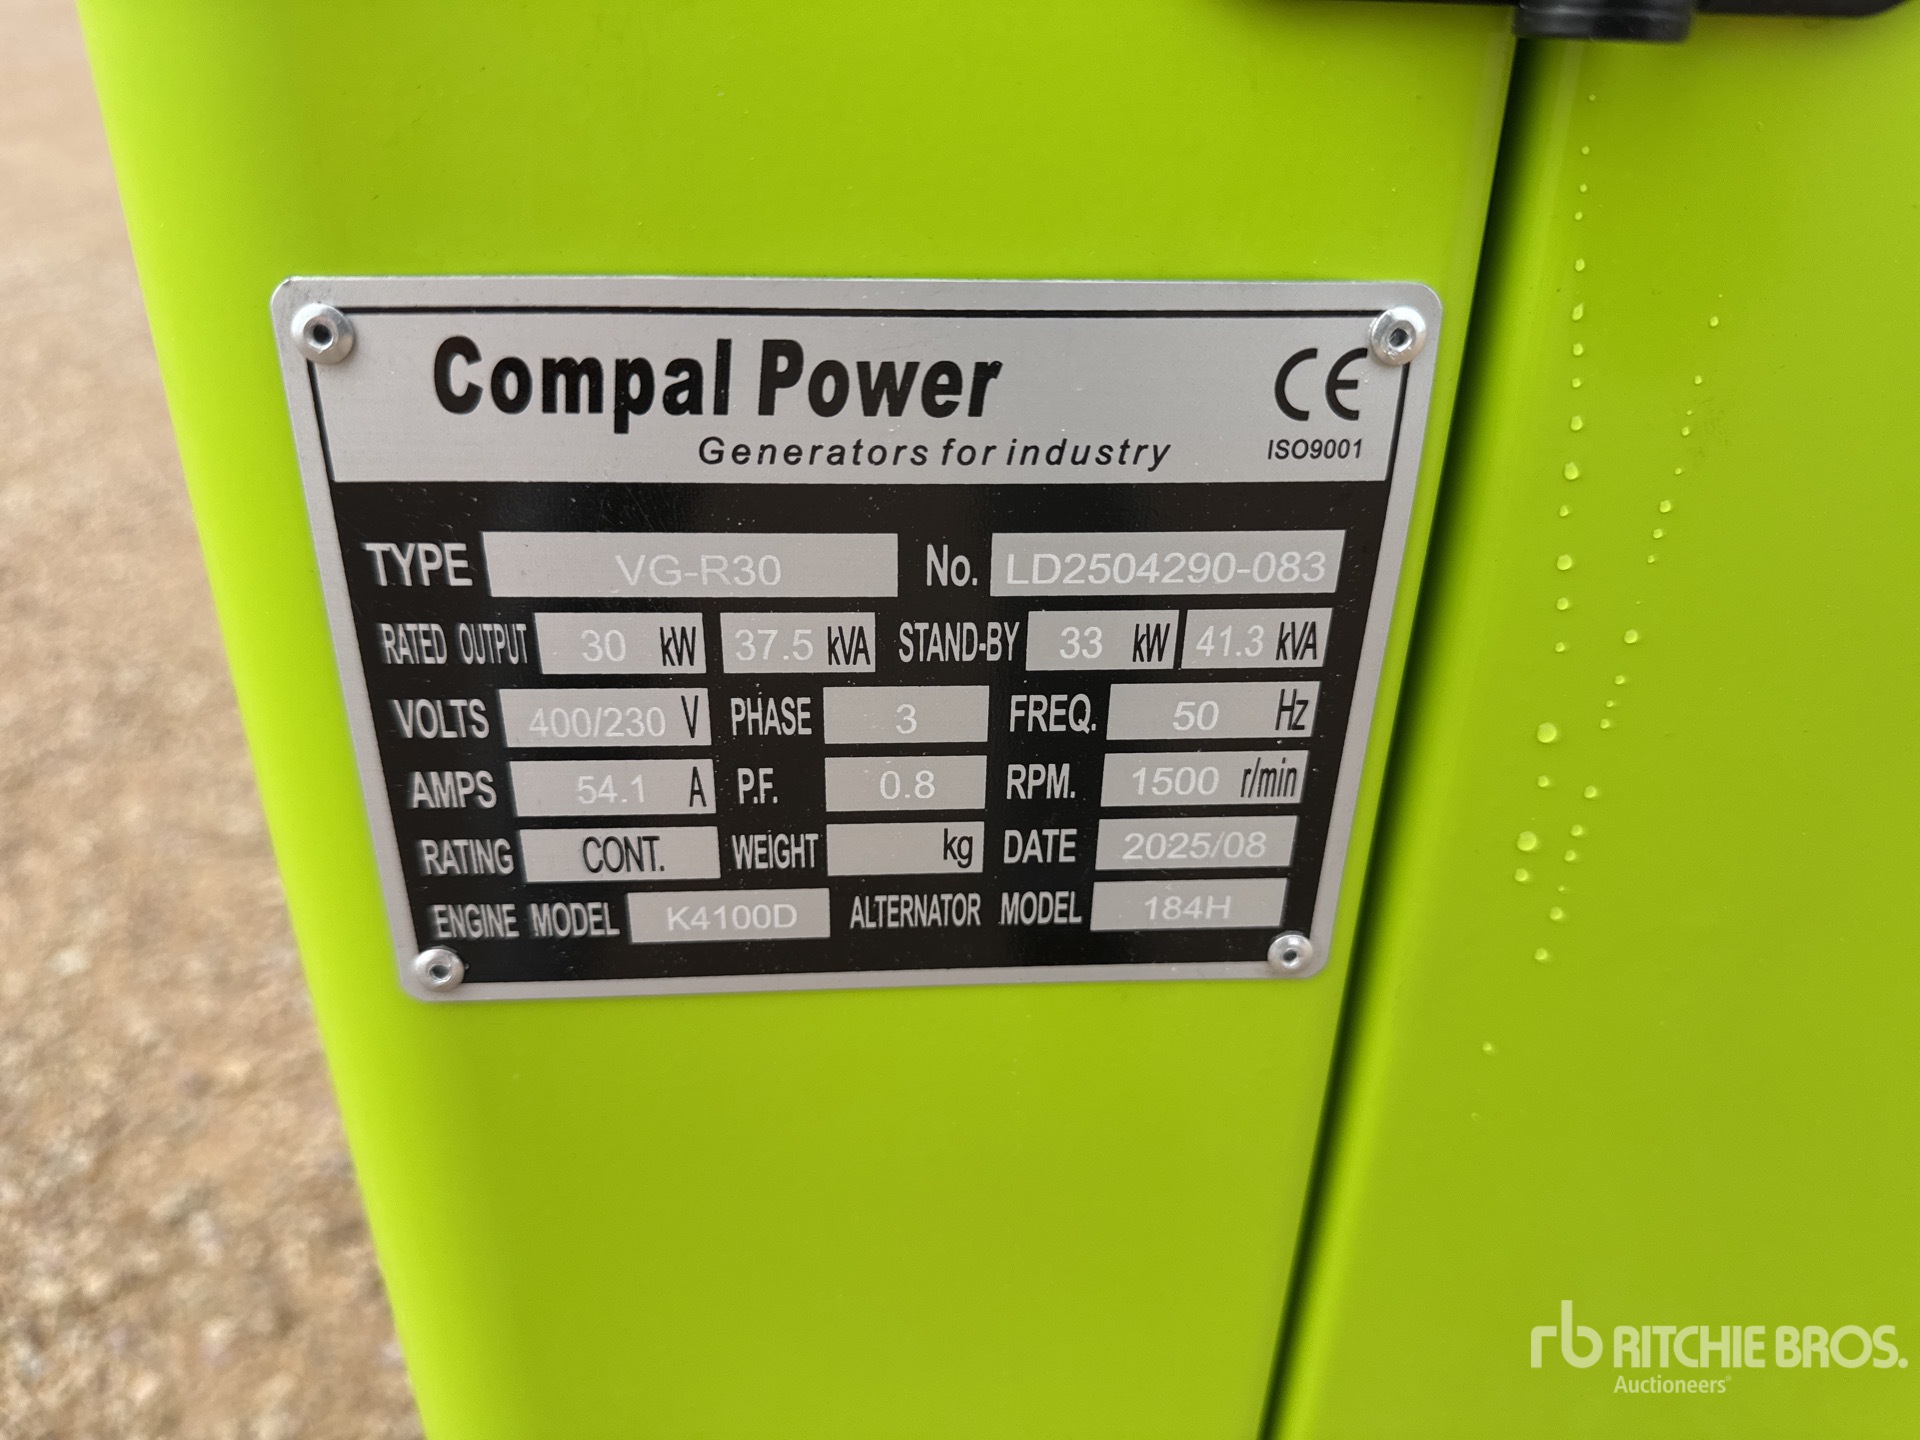 Compal Power
Generators for industry
CE
ISO9001
TYPE VG-R30 No. LD2504290-083
RATED OUTPUT 30 kW 37.5 kVA STAND-BY 33 kW 41.3 kVA
VOLTS 400/230 V PHASE 3 FREQ. 50 Hz
AMPS 54.1 A P.F. 0.8 RPM. 1500 r/min
RATING CONT. WEIGHT kg DATE 2025/08
ENGINE MODEL K4100D ALTERNATOR MODEL 184H
rb RITCHIE BROS.
Auctioneers